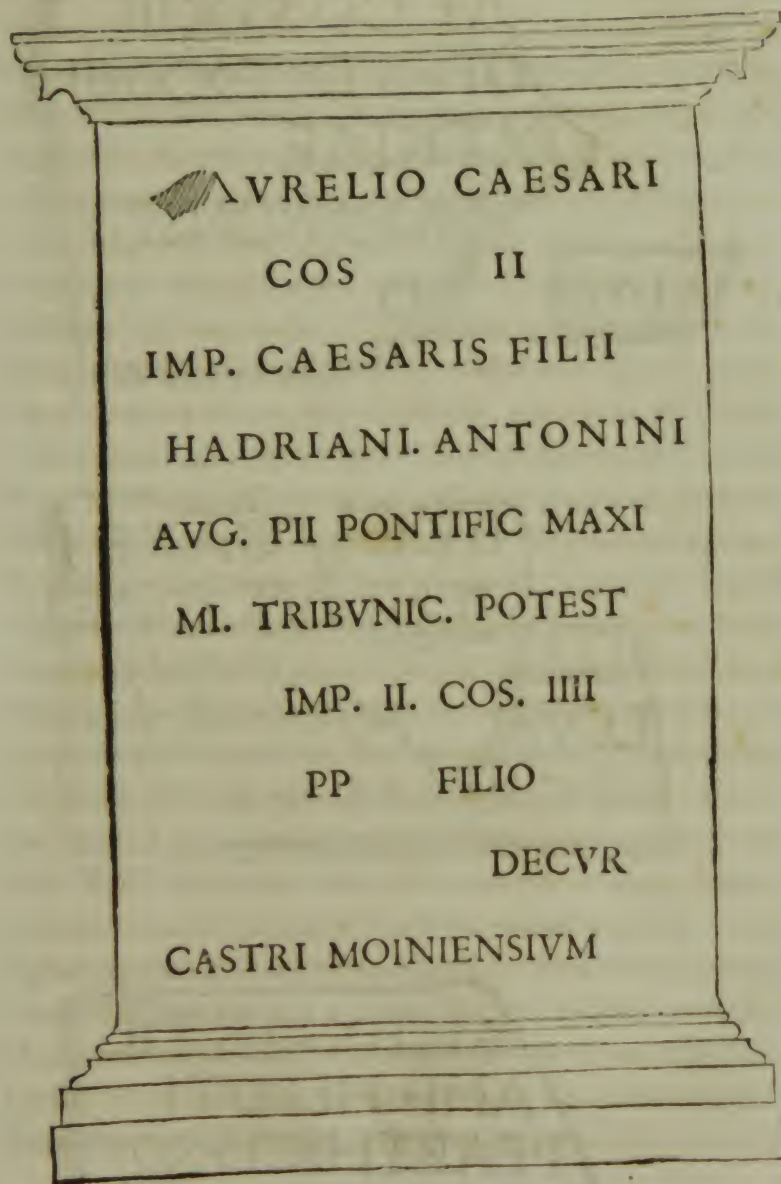 AVRELIO CAESARI
COS II
IMP. CAESARIS FILII
HADRIANI. ANTONINI
AVG. PII PONTIFIC MAXI
MI. TRIBVNIC. POTEST
IMP. II. COS. IIII
PP FILIO
DECVR
CASTRI MOINIENSIVM